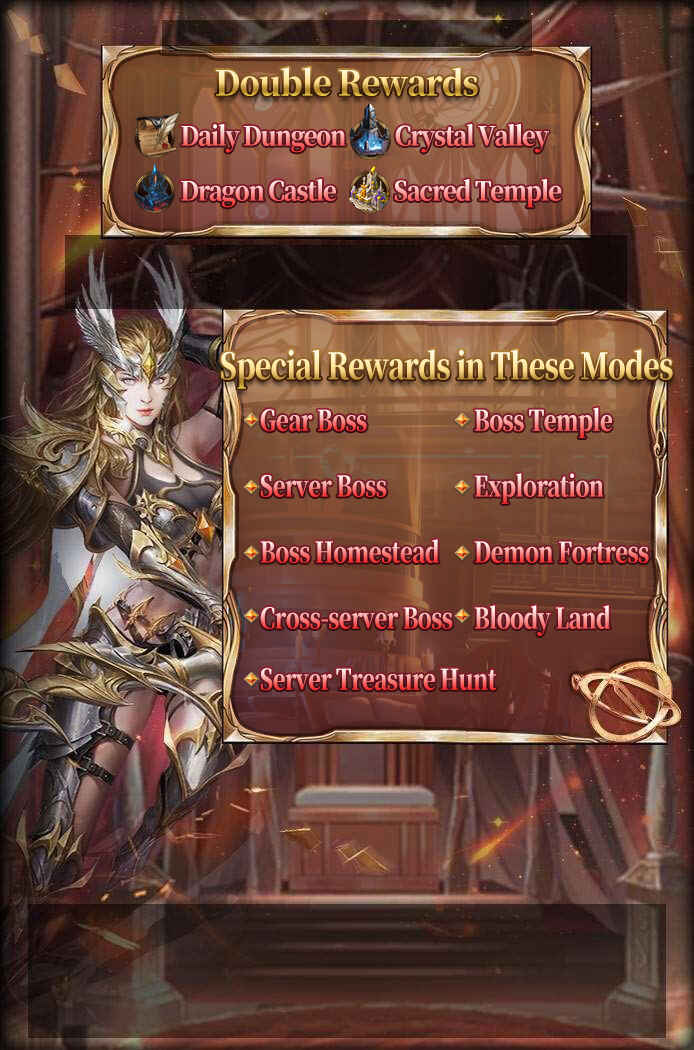 Double Rewards
Daily Dungeon Crystal Valley
Dragon Castle Sacred Temple
Special Rewards in These Modes
Gear Boss Boss Temple
Server Boss Exploration
Boss Homestead Demon Fortress
Cross-server Boss Bloody Land
Server Treasure Hunt